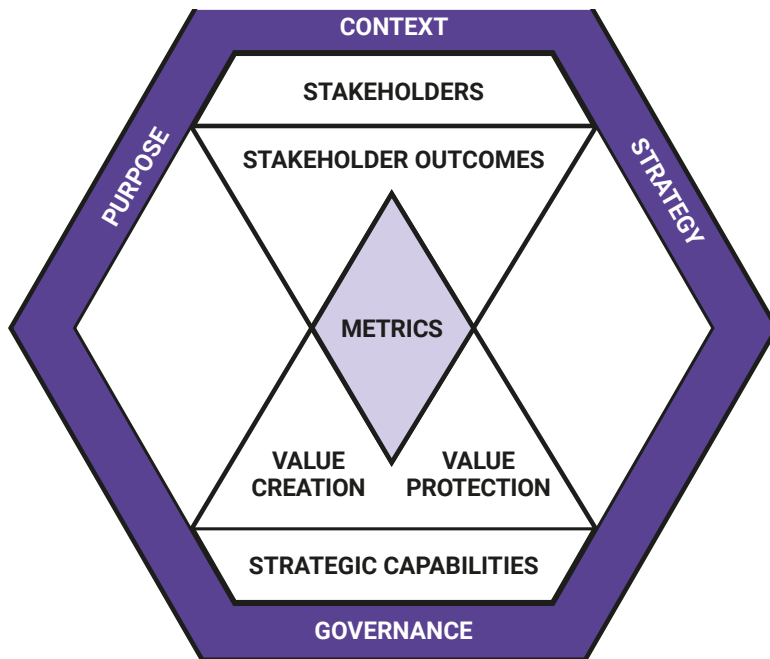 CONTEXT
STAKEHOLDERS
PURPOSE
STRATEGY
STAKEHOLDER OUTCOMES
METRICS
VALUE
CREATION
VALUE
PROTECTION
STRATEGIC CAPABILITIES
GOVERNANCE